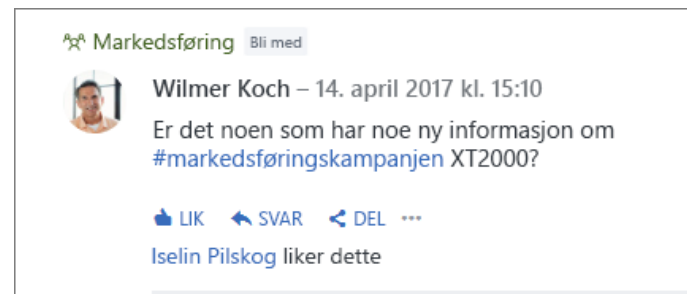 Markedsføring Bli med
Wilmer Koch – 14. april 2017 kl. 15:10
Er det noen som har noe ny informasjon om
#markedsføringskampanjen XT2000?
LIK SVAR DEL
Iselin Pilskog liker dette